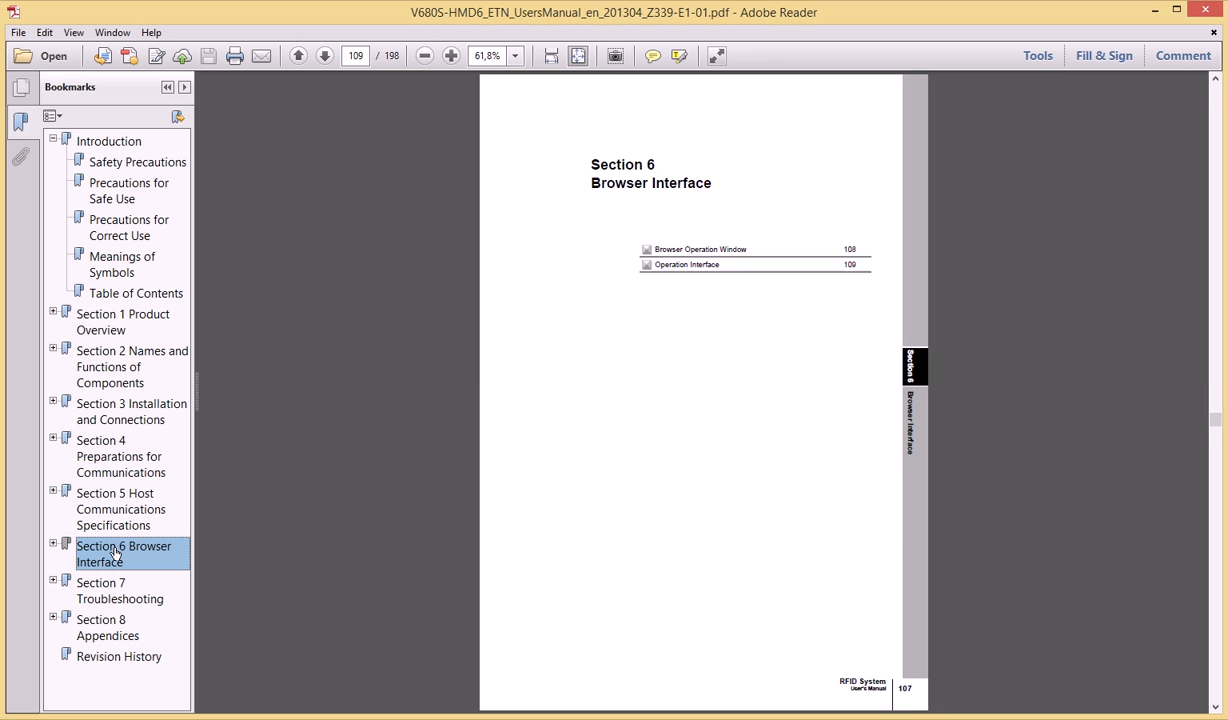 V680S-HMD6_ETN_UsersManual_en_201304_Z339-E1-01.pdf - Adobe Reader
File Edit View Window Help
Open 109 / 198 61,8% Tools Fill & Sign Comment
Bookmarks
Introduction
Safety Precautions
Precautions for
Safe Use
Precautions for
Correct Use
Meanings of
Symbols
Table of Contents
Section 1 Product
Overview
Section 2 Names and
Functions of
Components
Section 3 Installation
and Connections
Section 4
Preparations for
Communications
Section 5 Host
Communications
Specifications
Section 6 Browser
Interface
Section 7
Troubleshooting
Section 8
Appendices
Revision History
Section 6
Browser Interface
Browser Operation Window 108
Operation Interface 109
Section 6
Browser Interface
RFID System
User's Manual
107